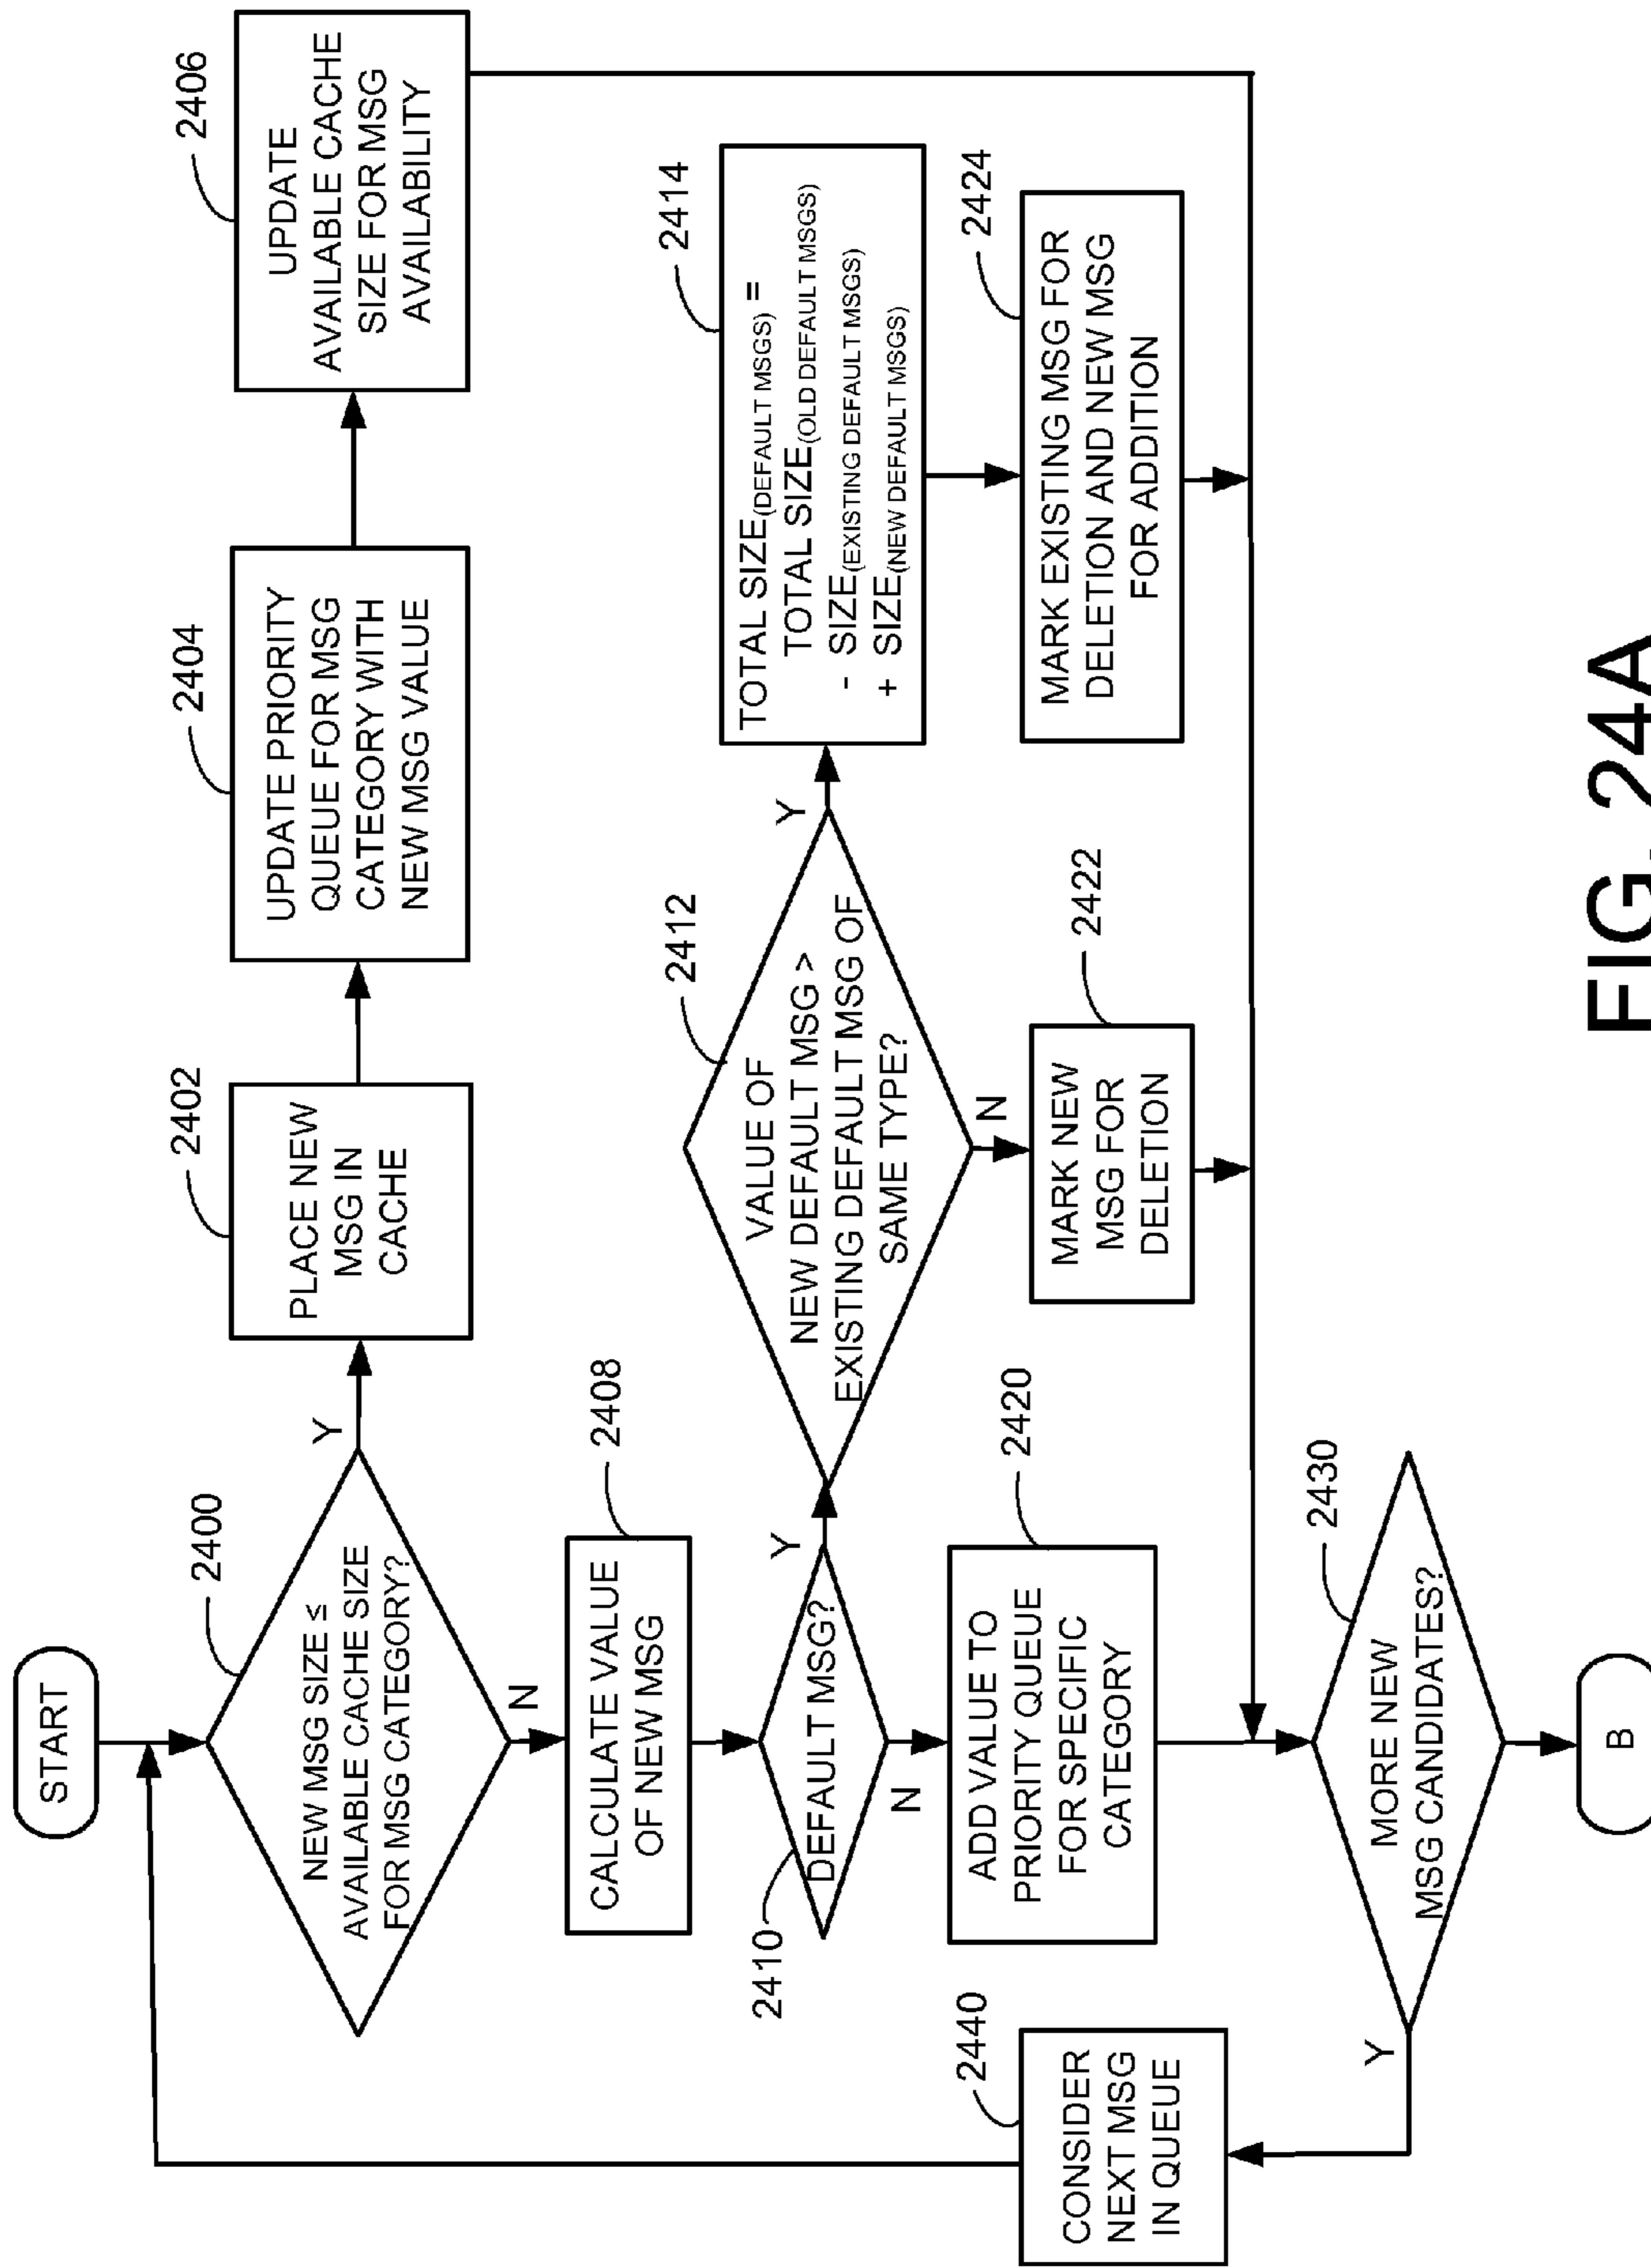 START
2400
NEW MSG SIZE ≤
AVAILABLE CACHE SIZE
FOR MSG CATEGORY?
Y
N
2402
PLACE NEW
MSG IN
CACHE
2404
UPDATE PRIORITY
QUEUE FOR MSG
CATEGORY WITH
NEW MSG VALUE
2406
UPDATE
AVAILABLE CACHE
SIZE FOR MSG
AVAILABILITY
2408
CALCULATE VALUE
OF NEW MSG
2410
DEFAULT MSG?
Y
N
2412
VALUE OF
NEW DEFAULT MSG >
EXISTING DEFAULT MSG OF
SAME TYPE?
Y
N
2414
TOTAL SIZE(DEFAULT MSGS) =
TOTAL SIZE(OLD DEFAULT MSGS)
- SIZE(EXISTING DEFAULT MSGS)
+ SIZE(NEW DEFAULT MSGS)
2420
ADD VALUE TO
PRIORITY QUEUE
FOR SPECIFIC
CATEGORY
2422
MARK NEW
MSG FOR
DELETION
2424
MARK EXISTING MSG FOR
DELETION AND NEW MSG
FOR ADDITION
2430
MORE NEW
MSG CANDIDATES?
Y
2440
CONSIDER
NEXT MSG
IN QUEUE
B
FIG. 24A